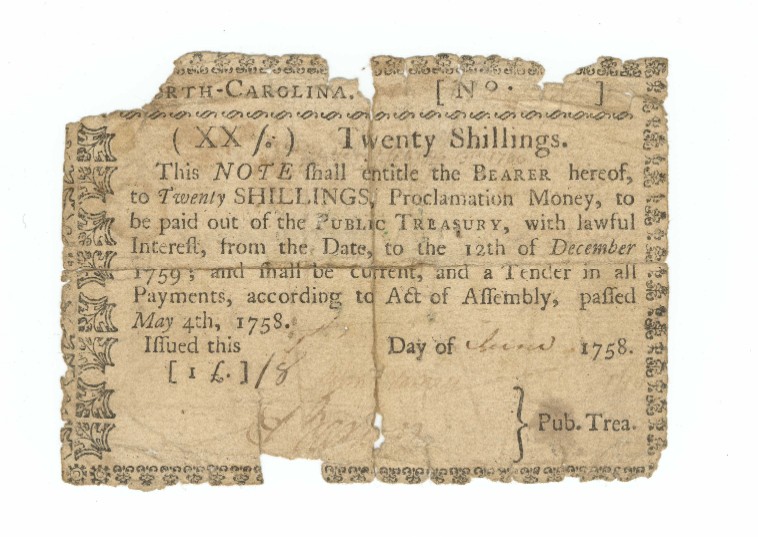 RTH-CAROLINA. [ No. ]
( XX ſ. ) Twenty Shillings.
This NOTE ſhall entitle the BEARER hereof,
to Twenty SHILLINGS, Proclamation Money, to
be paid out of the PUBLIC TREASURY, with lawful
Intereſt, from the Date, to the 12th of December
1759; and ſhall be current, and a Tender in all
Payments, according to Act of Aſſembly, paſſed
May 4th, 1758.
Iſſued this Day of June 1758.
[ 1 £. ] /8
} Pub. Trea.